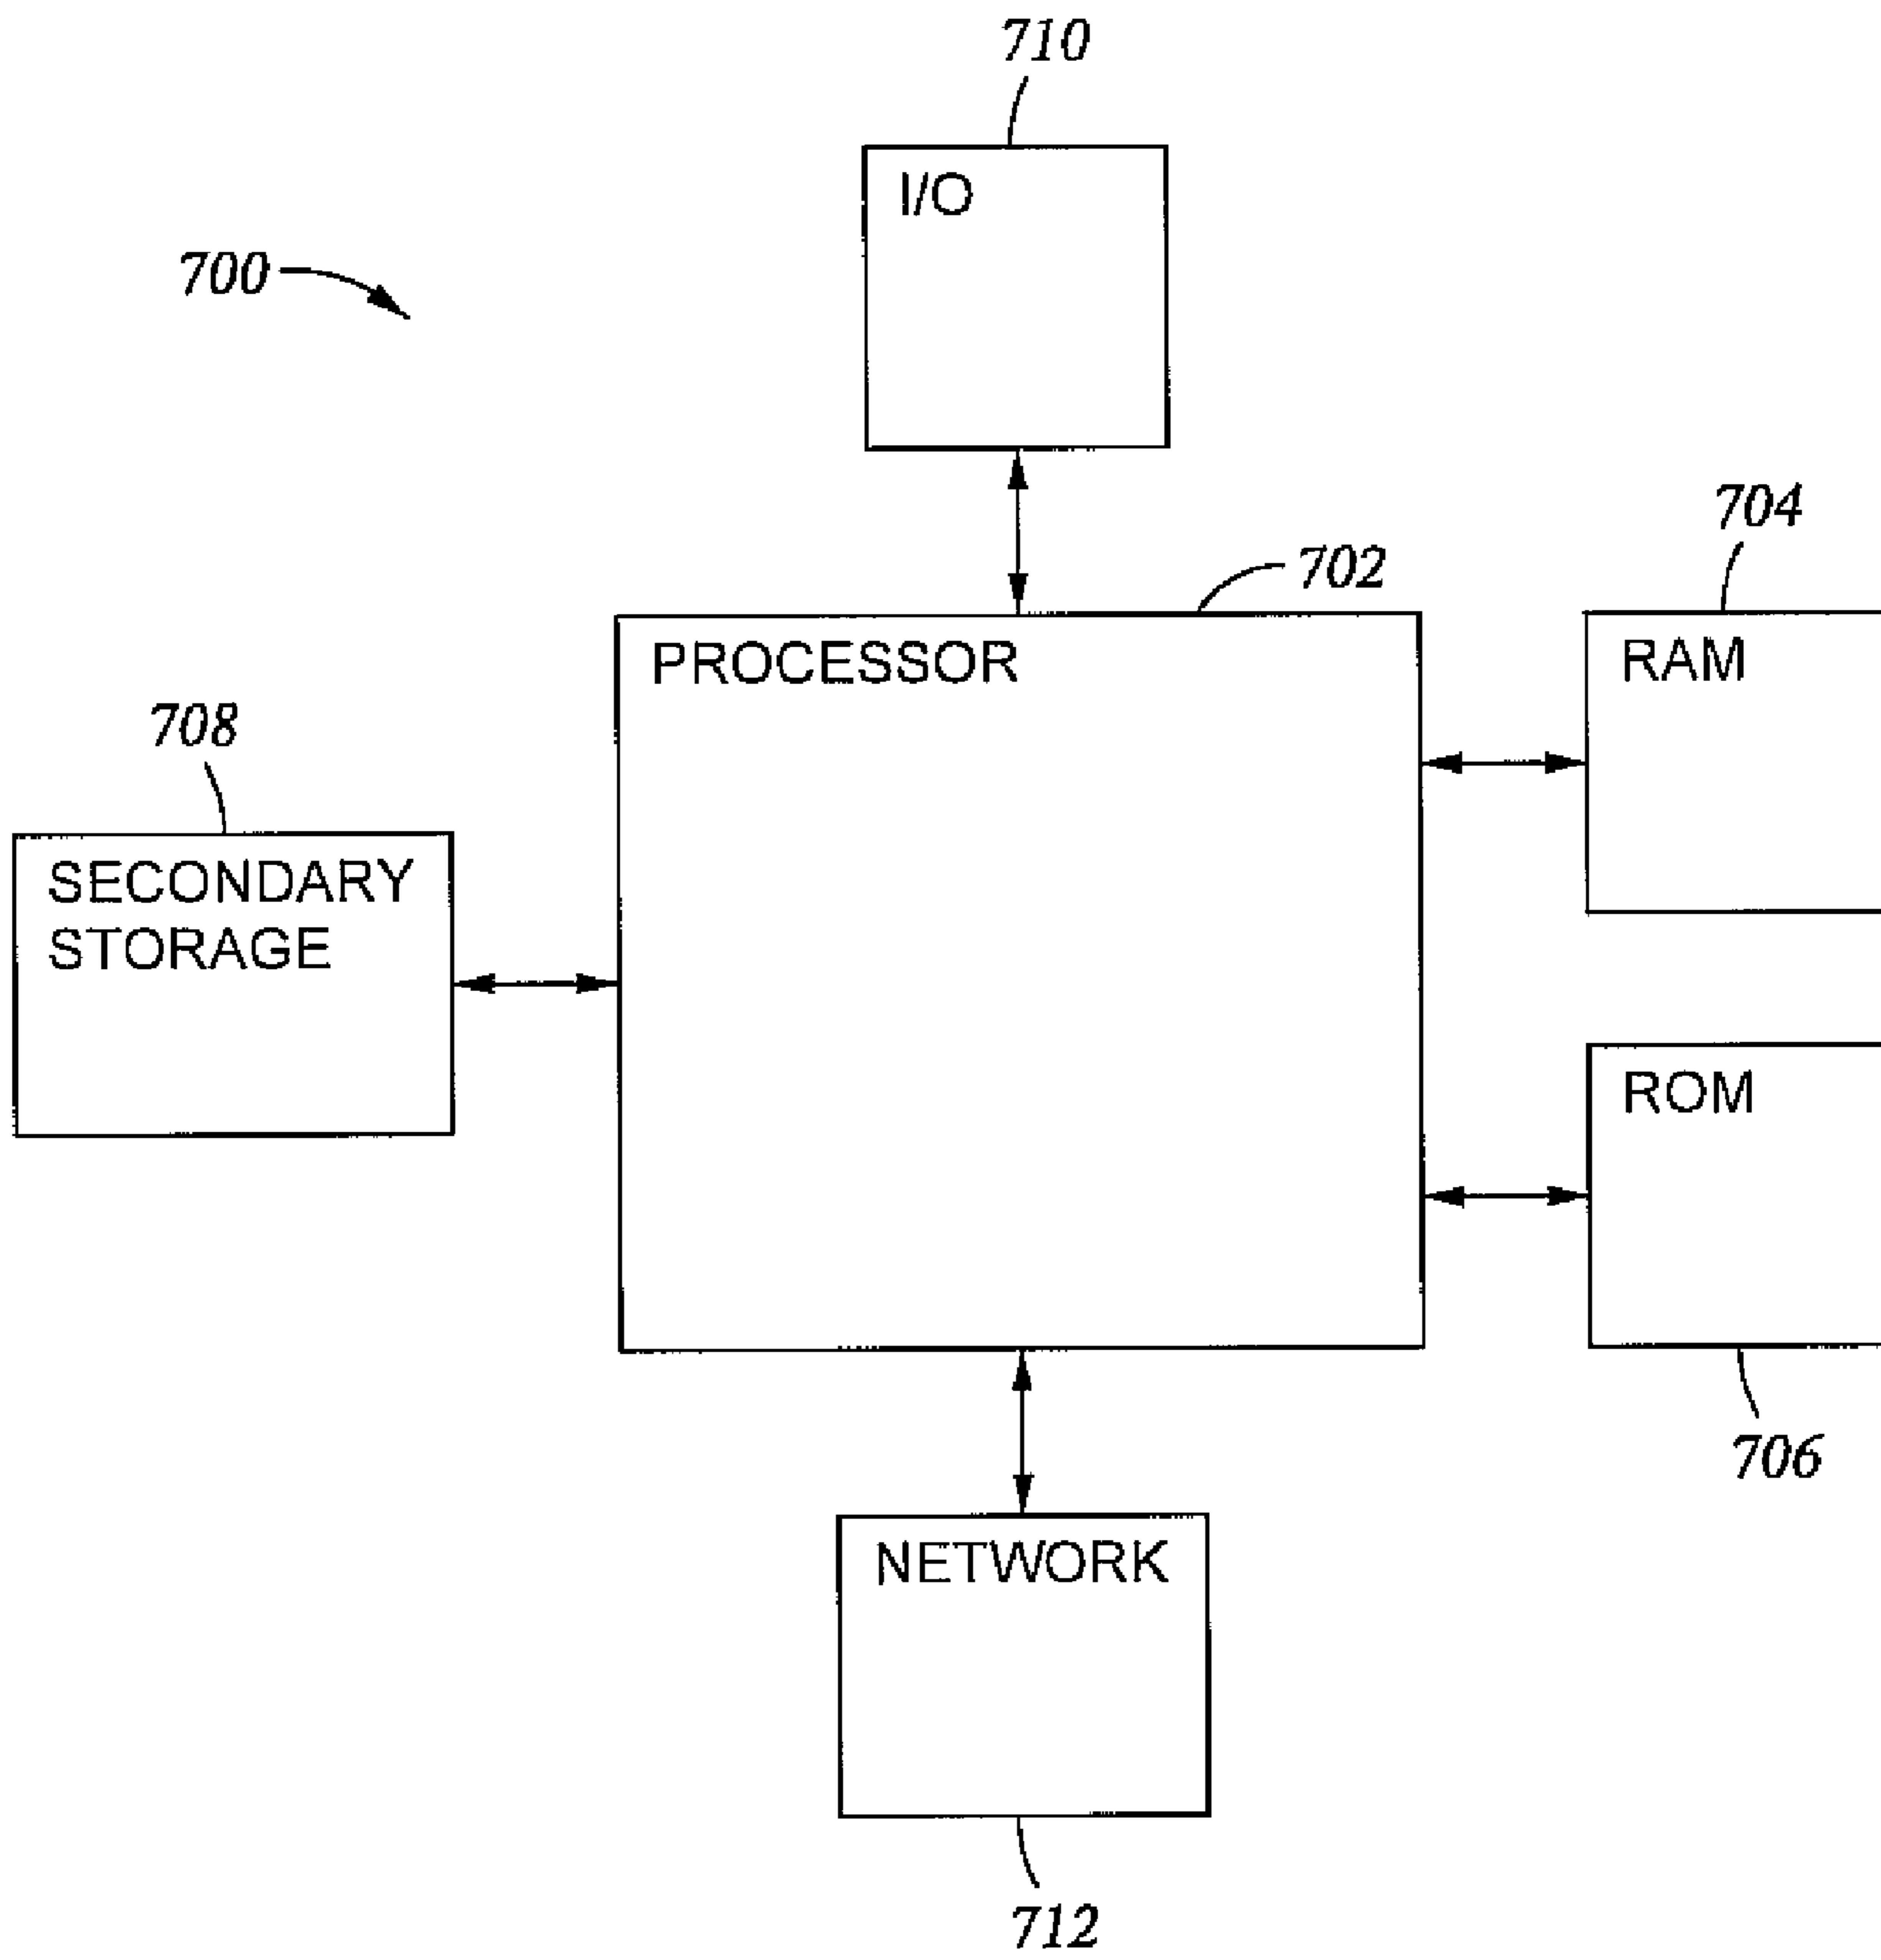 710
I/O
700
704
702
PROCESSOR
RAM
708
SECONDARY
STORAGE
ROM
706
NETWORK
712